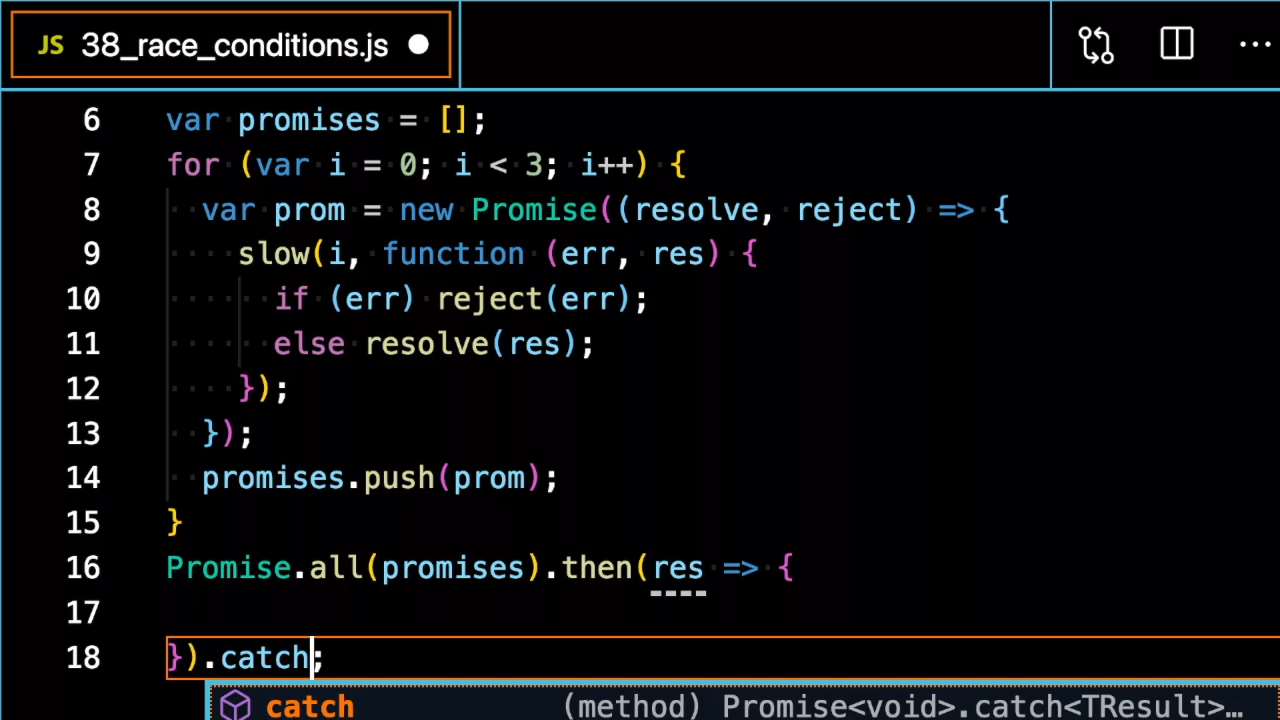 JS 38_race_conditions.js
6 var promises = [];
7 for (var i = 0; i < 3; i++) {
8 var prom = new Promise((resolve, reject) => {
9 slow(i, function (err, res) {
10 if (err) reject(err);
11 else resolve(res);
12 });
13 });
14 promises.push(prom);
15 }
16 Promise.all(promises).then(res => {
17
18 }).catch;
catch (method) Promise<void>.catch<TResult>…